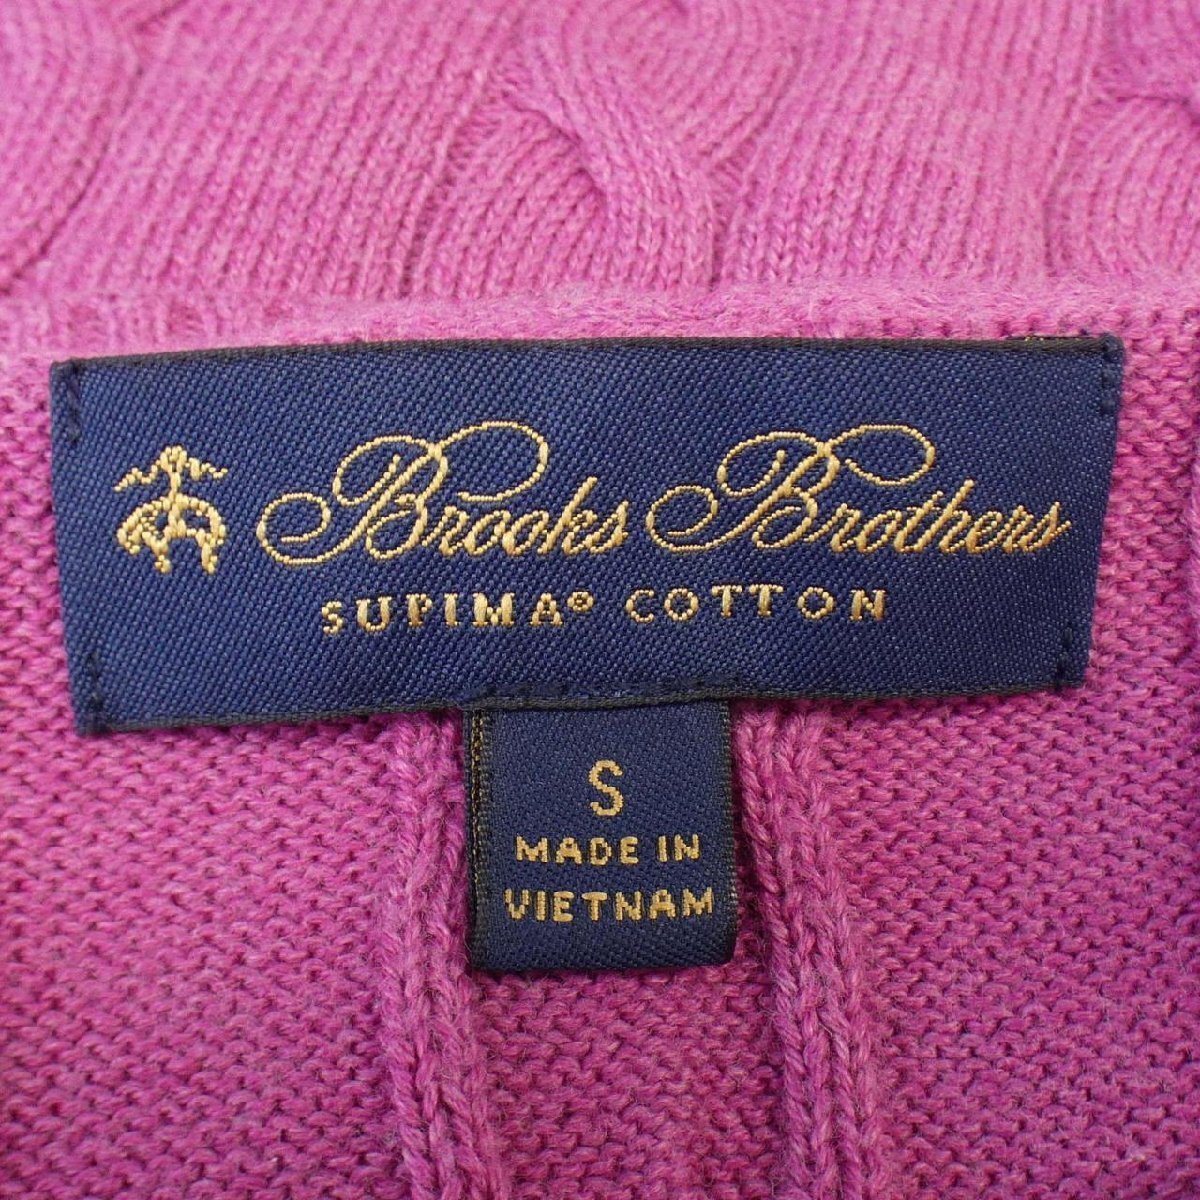 Brooks Brothers
SUPIMA® COTTON
S
MADE IN
VIETNAM